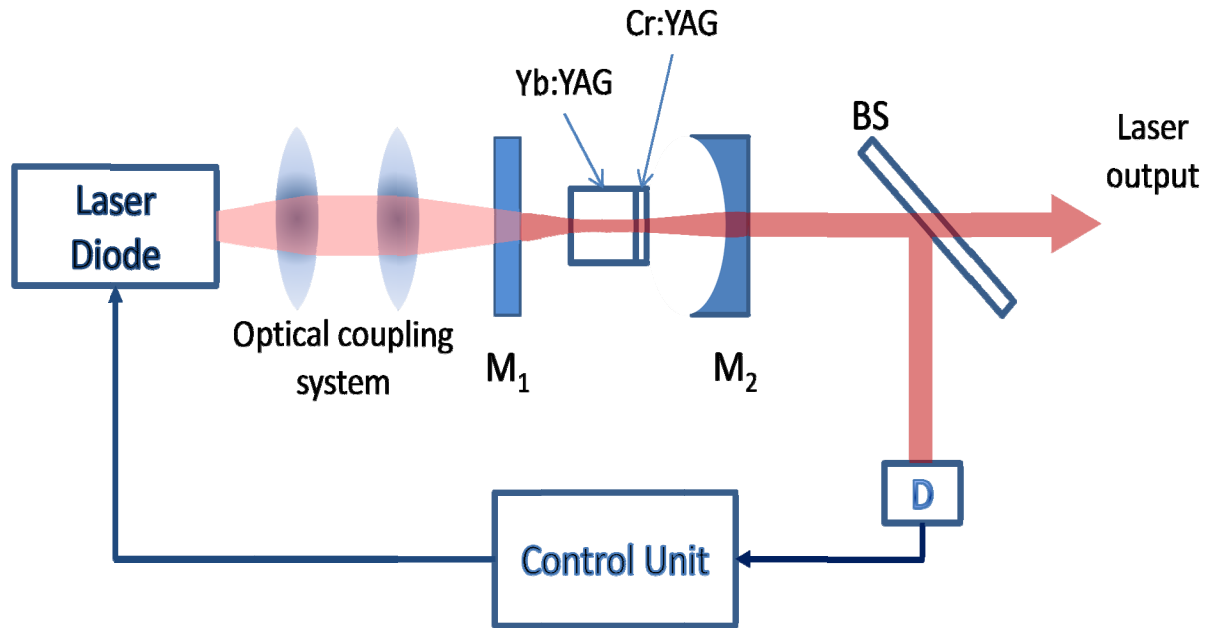 Cr:YAG
Yb:YAG
BS
Laser
output
Laser
Diode
Optical coupling
system
M₁
M₂
D
Control Unit